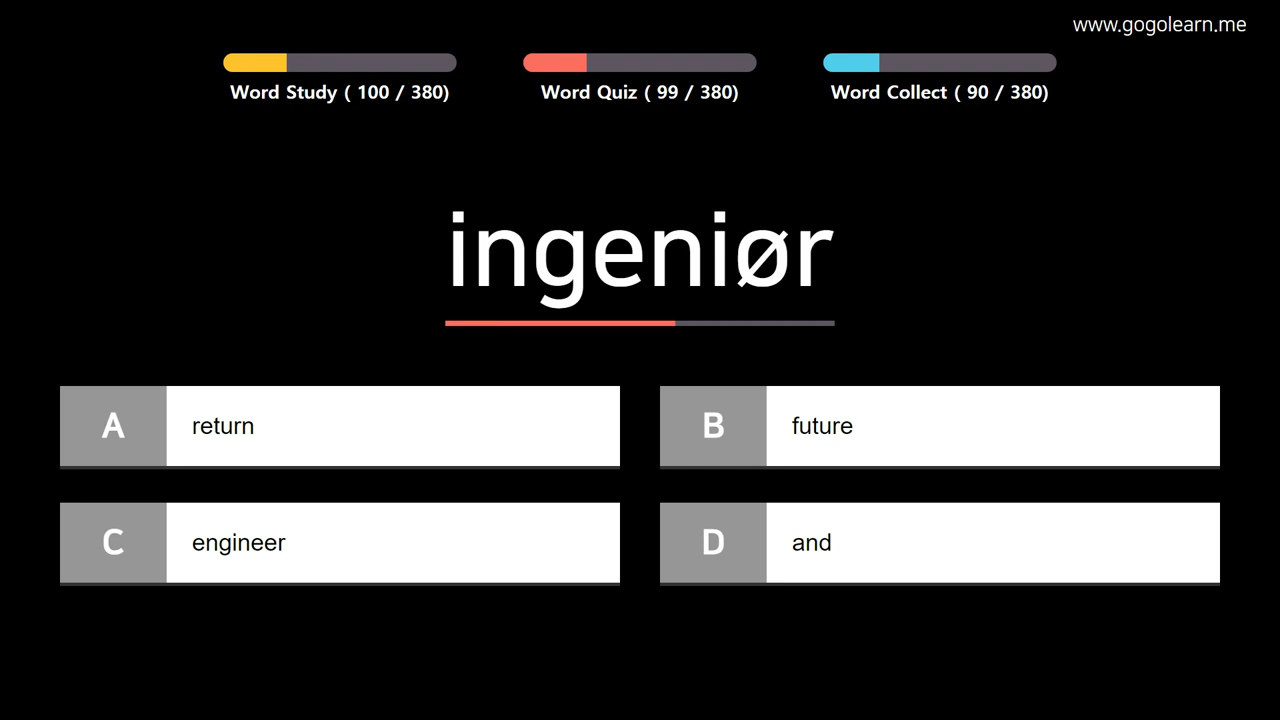 www.gogolearn.me
Word Study ( 100 / 380)
Word Quiz ( 99 / 380)
Word Collect ( 90 / 380)
ingeniør
A return
B future
C engineer
D and